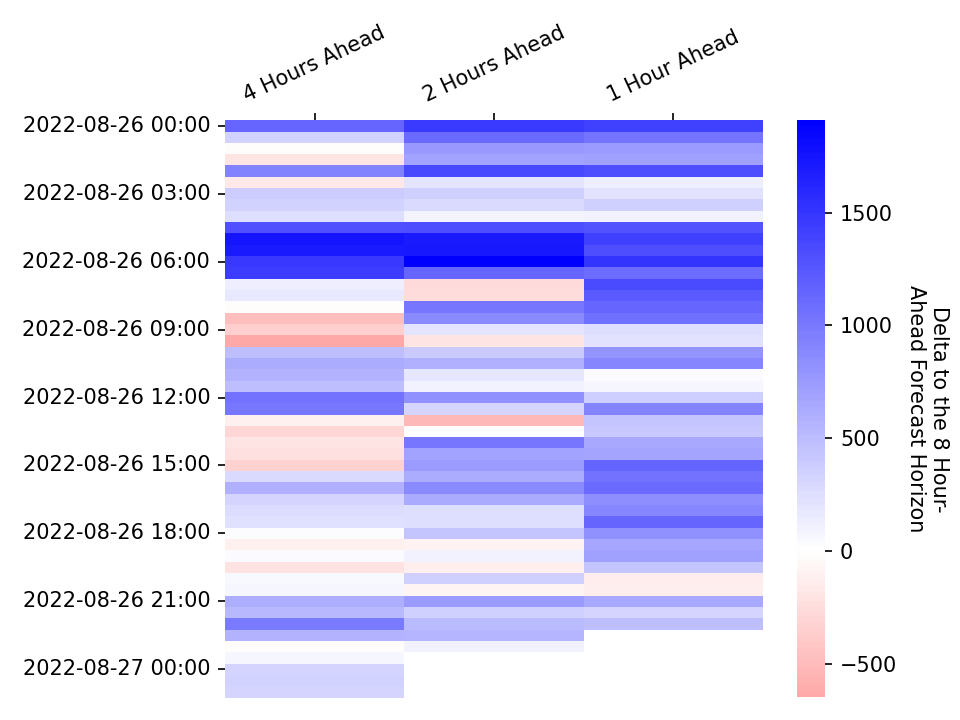 4 Hours Ahead
2 Hours Ahead
1 Hour Ahead
2022-08-26 00:00
2022-08-26 03:00
2022-08-26 06:00
2022-08-26 09:00
2022-08-26 12:00
2022-08-26 15:00
2022-08-26 18:00
2022-08-26 21:00
2022-08-27 00:00
1500
1000
500
0
−500
Delta to the 8 Hour-
Ahead Forecast Horizon